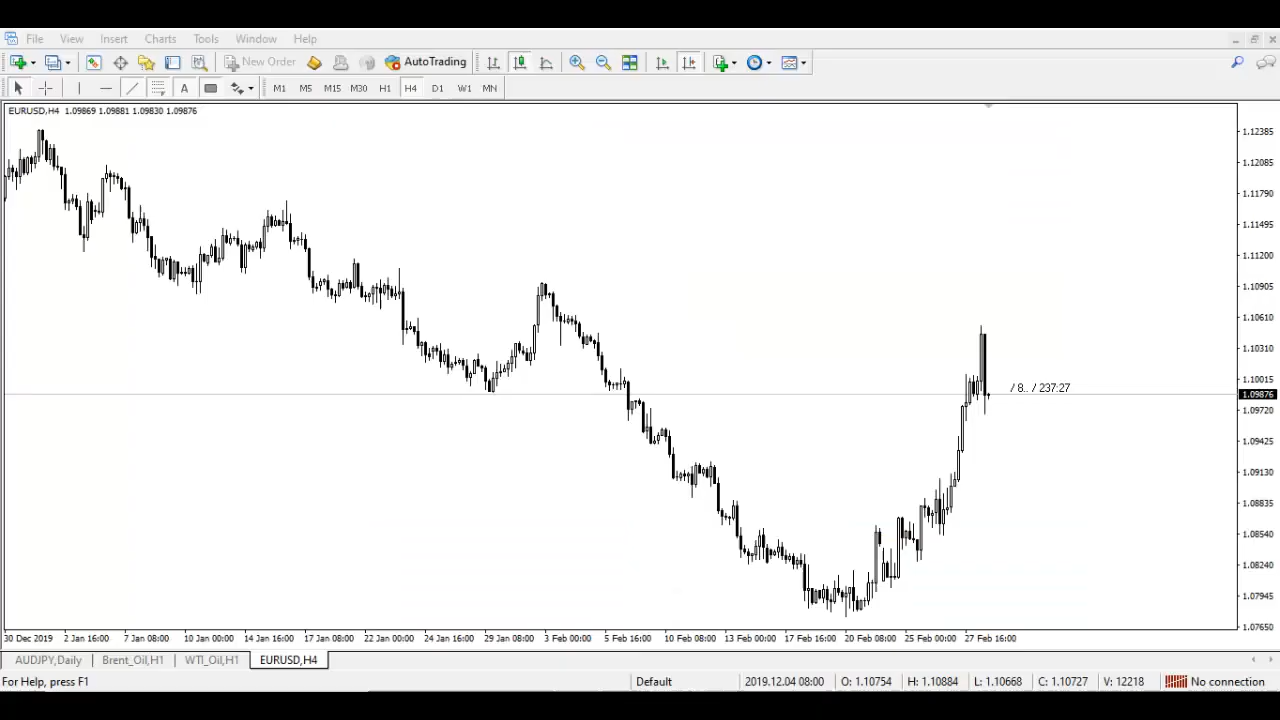 File View Insert Charts Tools Window Help
New Order AutoTrading
A M1 M5 M15 M30 H1 H4 D1 W1 MN
EURUSD,H4 1.09869 1.09881 1.09830 1.09876
1.12385
1.12085
1.11790
1.11495
1.11200
1.10905
1.10610
1.10310
1.10015
/ 8.. / 237:27
1.09876
1.09720
1.09425
1.09130
1.08835
1.08540
1.08240
1.07945
1.07650
30 Dec 2019 2 Jan 16:00 7 Jan 08:00 10 Jan 00:00 14 Jan 16:00 17 Jan 08:00 22 Jan 00:00 24 Jan 16:00 29 Jan 08:00 3 Feb 00:00 5 Feb 16:00 10 Feb 08:00 13 Feb 00:00 17 Feb 16:00 20 Feb 08:00 25 Feb 00:00 27 Feb 16:00
AUDJPY,Daily Brent_Oil,H1 WTI_Oil,H1 EURUSD,H4
For Help, press F1 Default 2019.12.04 08:00 O: 1.10754 H: 1.10884 L: 1.10668 C: 1.10727 V: 12218 No connection